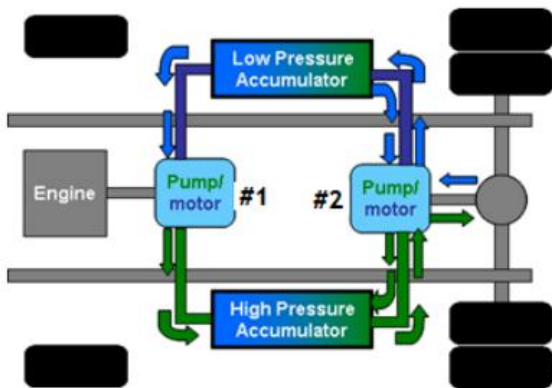 Low Pressure
Accumulator
Engine
Pump/
motor
#1
#2
Pump/
motor
High Pressure
Accumulator